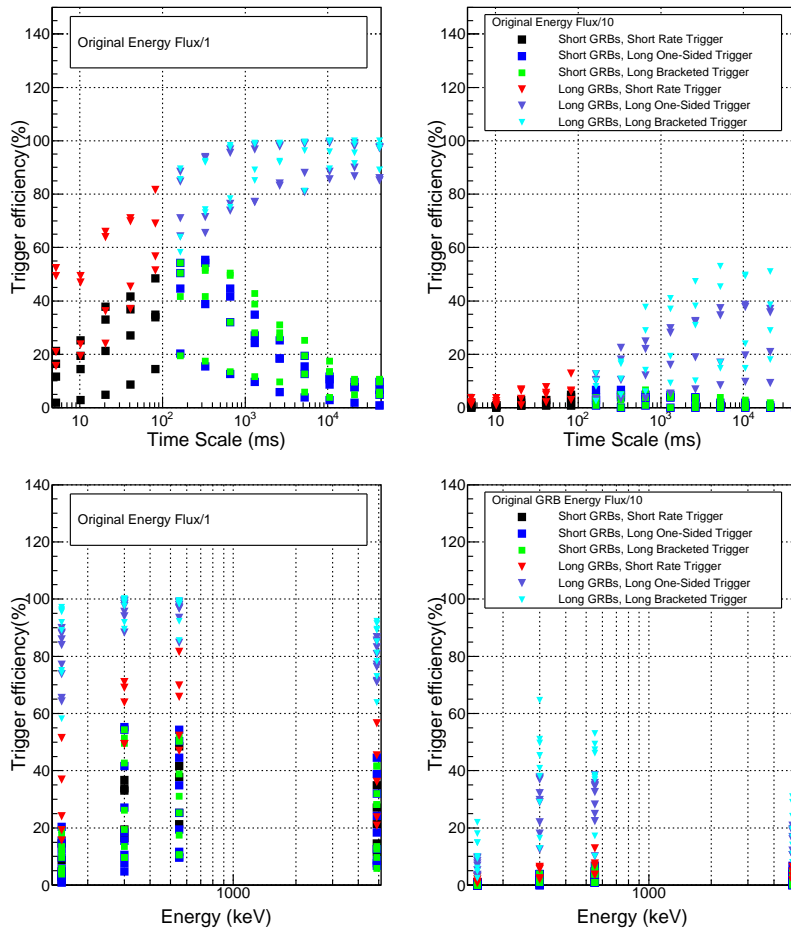 Original Energy Flux/1
Trigger efficiency(%)
140
120
100
80
60
40
20
0
10
10²
10³
10⁴
Time Scale (ms)
Original Energy Flux/10
Short GRBs, Short Rate Trigger
Short GRBs, Long One-Sided Trigger
Short GRBs, Long Bracketed Trigger
Long GRBs, Short Rate Trigger
Long GRBs, Long One-Sided Trigger
Long GRBs, Long Bracketed Trigger
Trigger efficiency(%)
140
120
100
80
60
40
20
0
10
10²
10³
10⁴
Time Scale (ms)
Original Energy Flux/1
Trigger efficiency(%)
140
120
100
80
60
40
20
0
1000
Energy (keV)
Original GRB Energy Flux/10
Short GRBs, Short Rate Trigger
Short GRBs, Long One-Sided Trigger
Short GRBs, Long Bracketed Trigger
Long GRBs, Short Rate Trigger
Long GRBs, Long One-Sided Trigger
Long GRBs, Long Bracketed Trigger
Trigger efficiency(%)
140
120
100
80
60
40
20
0
1000
Energy (keV)